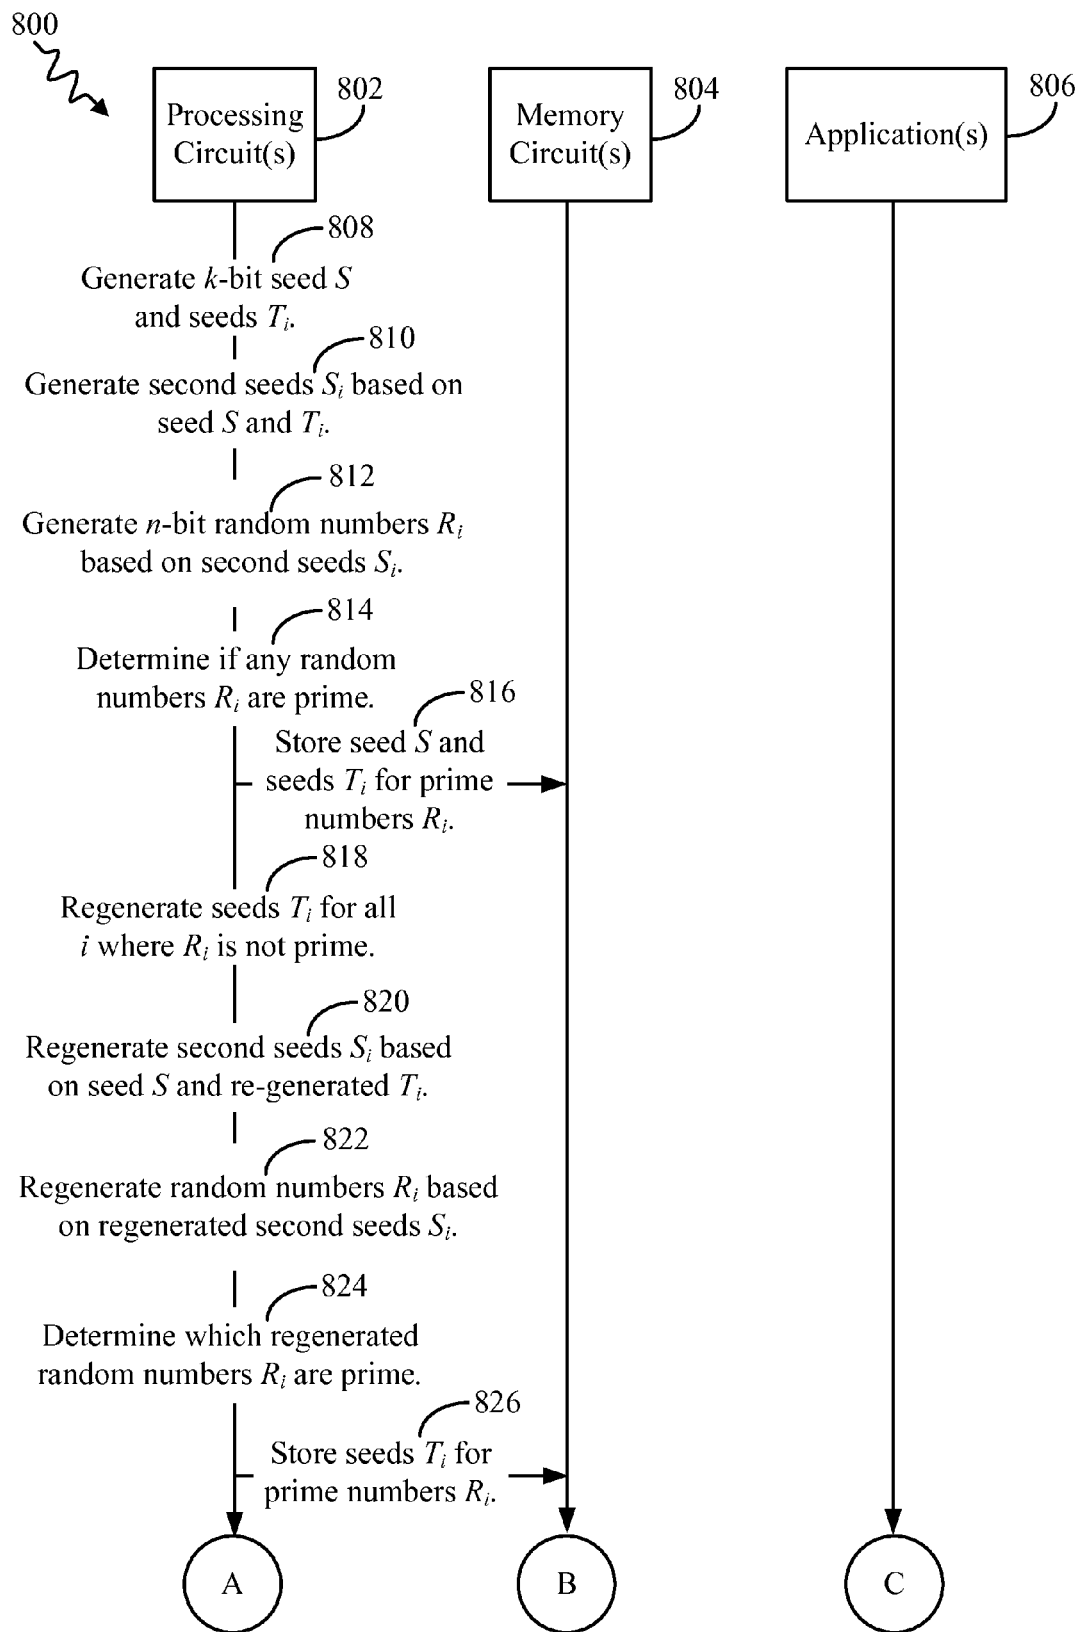 800
Processing
Circuit(s)
802
Memory
Circuit(s)
804
Application(s)
806
808
Generate k-bit seed S
and seeds Ti.
810
Generate second seeds Si based on
seed S and Ti.
812
Generate n-bit random numbers Ri
based on second seeds Si.
814
Determine if any random
numbers Ri are prime.
816
Store seed S and
seeds Ti for prime
numbers Ri.
818
Regenerate seeds Ti for all
i where Ri is not prime.
820
Regenerate second seeds Si based
on seed S and re-generated Ti.
822
Regenerate random numbers Ri based
on regenerated second seeds Si.
824
Determine which regenerated
random numbers Ri are prime.
826
Store seeds Ti for
prime numbers Ri.
A
B
C